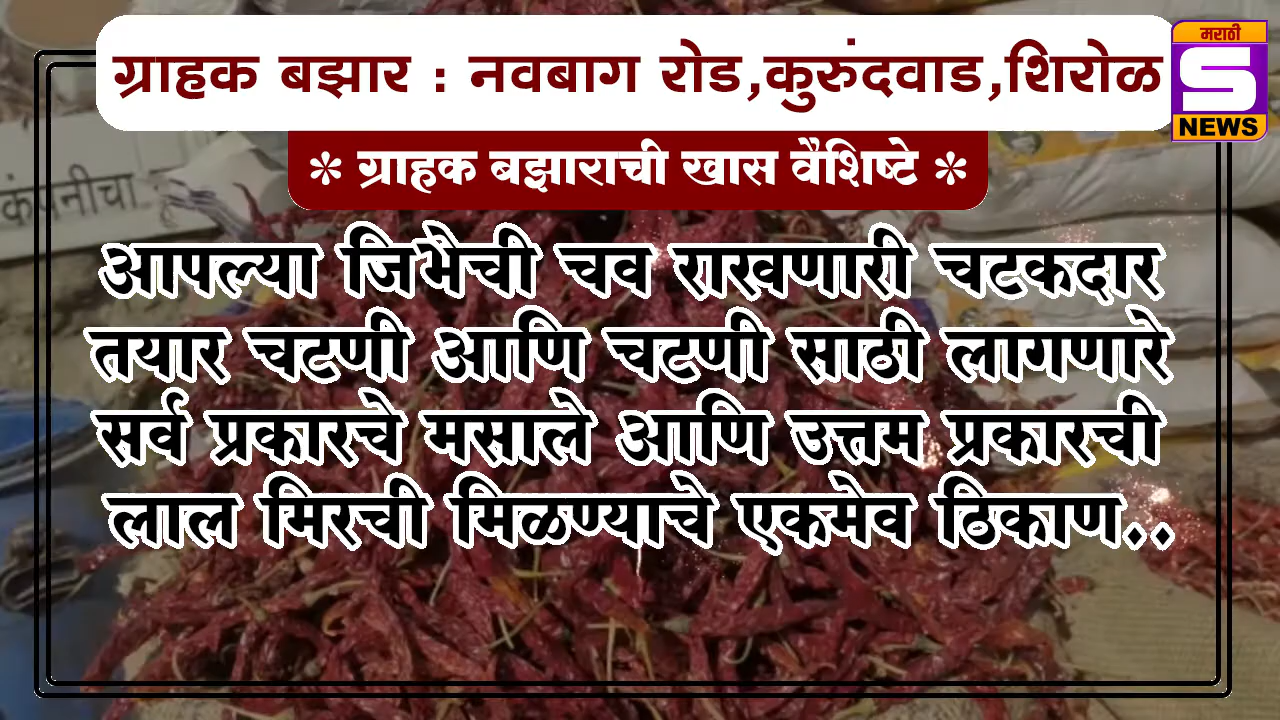 ग्राहक बझार : नवबाग रोड,कुरुंदवाड,शिरोळ
मराठी
S
NEWS
* ग्राहक बझाराची खास वैशिष्टे *
कंपनीचा
आपल्या जिभेची चव राखणारी चटकदार
तयार चटणी आणि चटणी साठी लागणारे
सर्व प्रकारचे मसाले आणि उत्तम प्रकारची
लाल मिरची मिळण्याचे एकमेव ठिकाण..